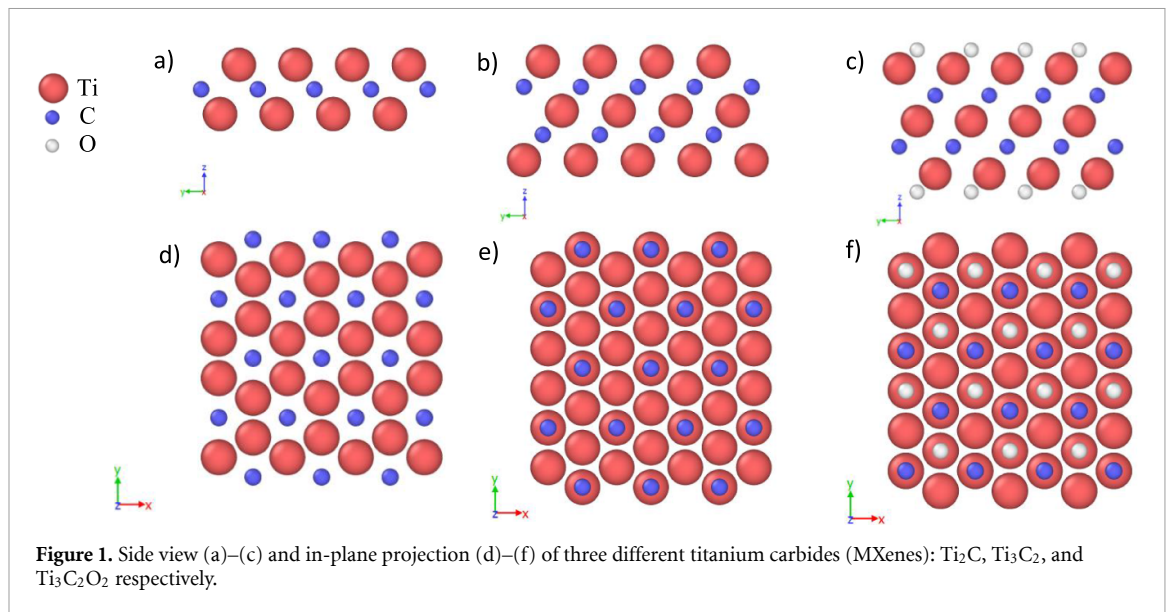 a)
b)
c)
Ti
C
O
z
y
x
z
y
x
z
y
x
d)
e)
f)
y
z
x
y
z
x
y
z
x
Figure 1. Side view (a)–(c) and in-plane projection (d)–(f) of three different titanium carbides (MXenes): Ti₂C, Ti₃C₂, and
Ti₃C₂O₂ respectively.